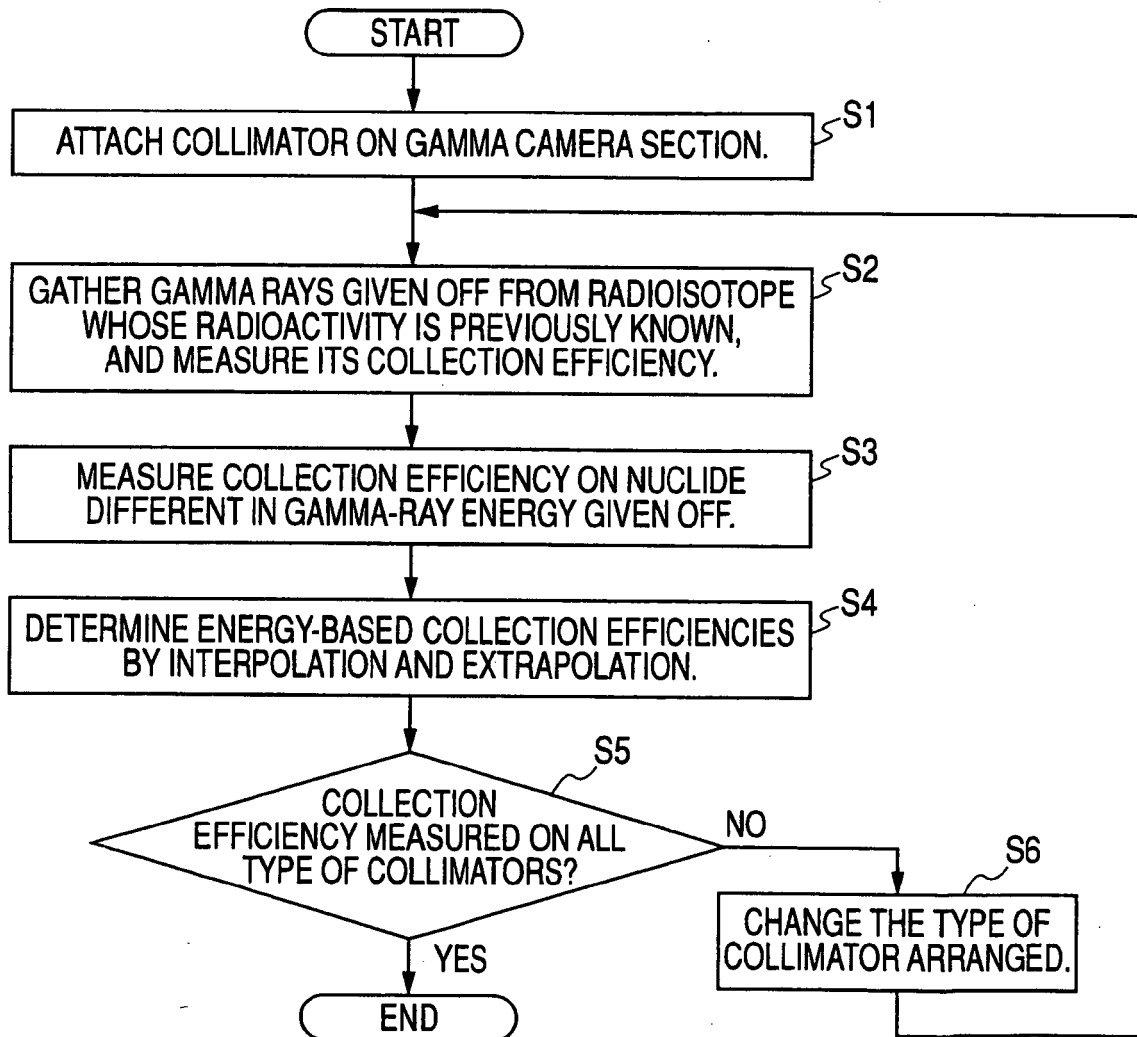 START
S1
ATTACH COLLIMATOR ON GAMMA CAMERA SECTION.
S2
GATHER GAMMA RAYS GIVEN OFF FROM RADIOISOTOPE
WHOSE RADIOACTIVITY IS PREVIOUSLY KNOWN,
AND MEASURE ITS COLLECTION EFFICIENCY.
S3
MEASURE COLLECTION EFFICIENCY ON NUCLIDE
DIFFERENT IN GAMMA-RAY ENERGY GIVEN OFF.
S4
DETERMINE ENERGY-BASED COLLECTION EFFICIENCIES
BY INTERPOLATION AND EXTRAPOLATION.
S5
COLLECTION
EFFICIENCY MEASURED ON ALL
TYPE OF COLLIMATORS?
NO
S6
CHANGE THE TYPE OF
COLLIMATOR ARRANGED.
YES
END